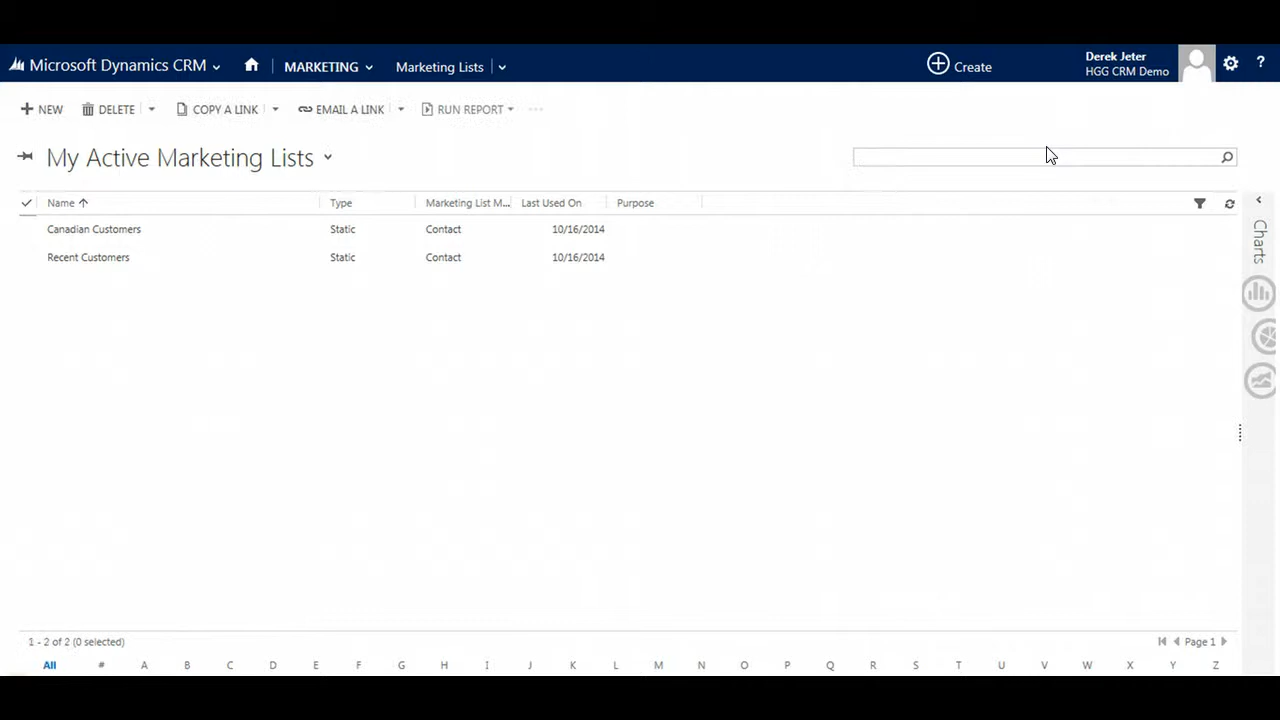 Microsoft Dynamics CRM MARKETING Marketing Lists Create Derek Jeter ?
HGG CRM Demo
NEW DELETE COPY A LINK EMAIL A LINK RUN REPORT ...
My Active Marketing Lists
Name Type Marketing List M... Last Used On Purpose
Canadian Customers Static Contact 10/16/2014
Recent Customers Static Contact 10/16/2014
Charts
1 - 2 of 2 (0 selected) Page 1
All # A B C D E F G H I J K L M N O P Q R S T U V W X Y Z